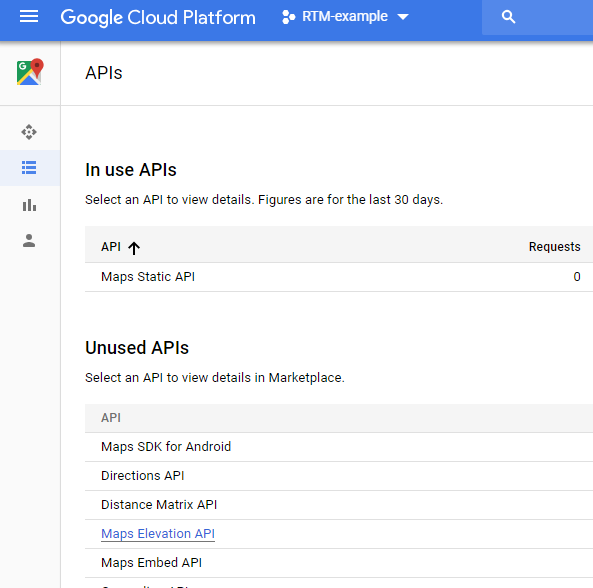 Google Cloud Platform
RTM-example
APIs
In use APIs
Select an API to view details. Figures are for the last 30 days.
API Requests
Maps Static API 0
Unused APIs
Select an API to view details in Marketplace.
API
Maps SDK for Android
Directions API
Distance Matrix API
Maps Elevation API
Maps Embed API